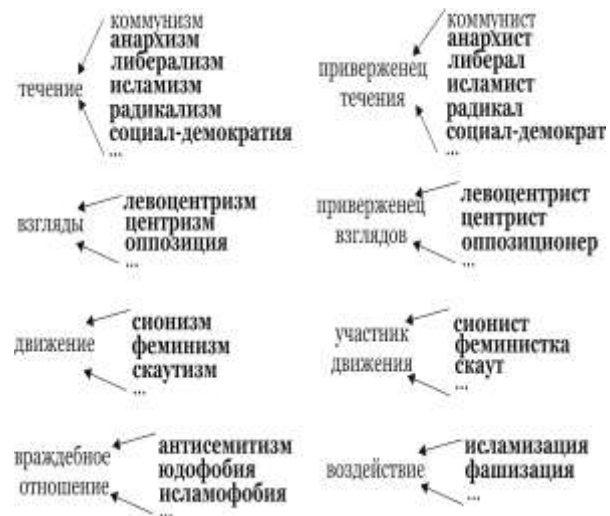 коммунизм
анархизм
либерализм
течение
исламизм
радикализм
социал-демократия
...
коммунист
анархист
либерал
приверженец
исламист
течения
радикал
социал-демократ
...
левоцентризм
взгляды
центризм
оппозиция
...
приверженец
левоцентрист
центрист
взглядов
оппозиционер
...
сионизм
движение
феминизм
скаутизм
...
участник
сионист
феминистка
движения
скаут
...
враждебное
антисемитизм
юдофобия
отношение
исламофобия
...
исламизация
воздействие
фашизация
...